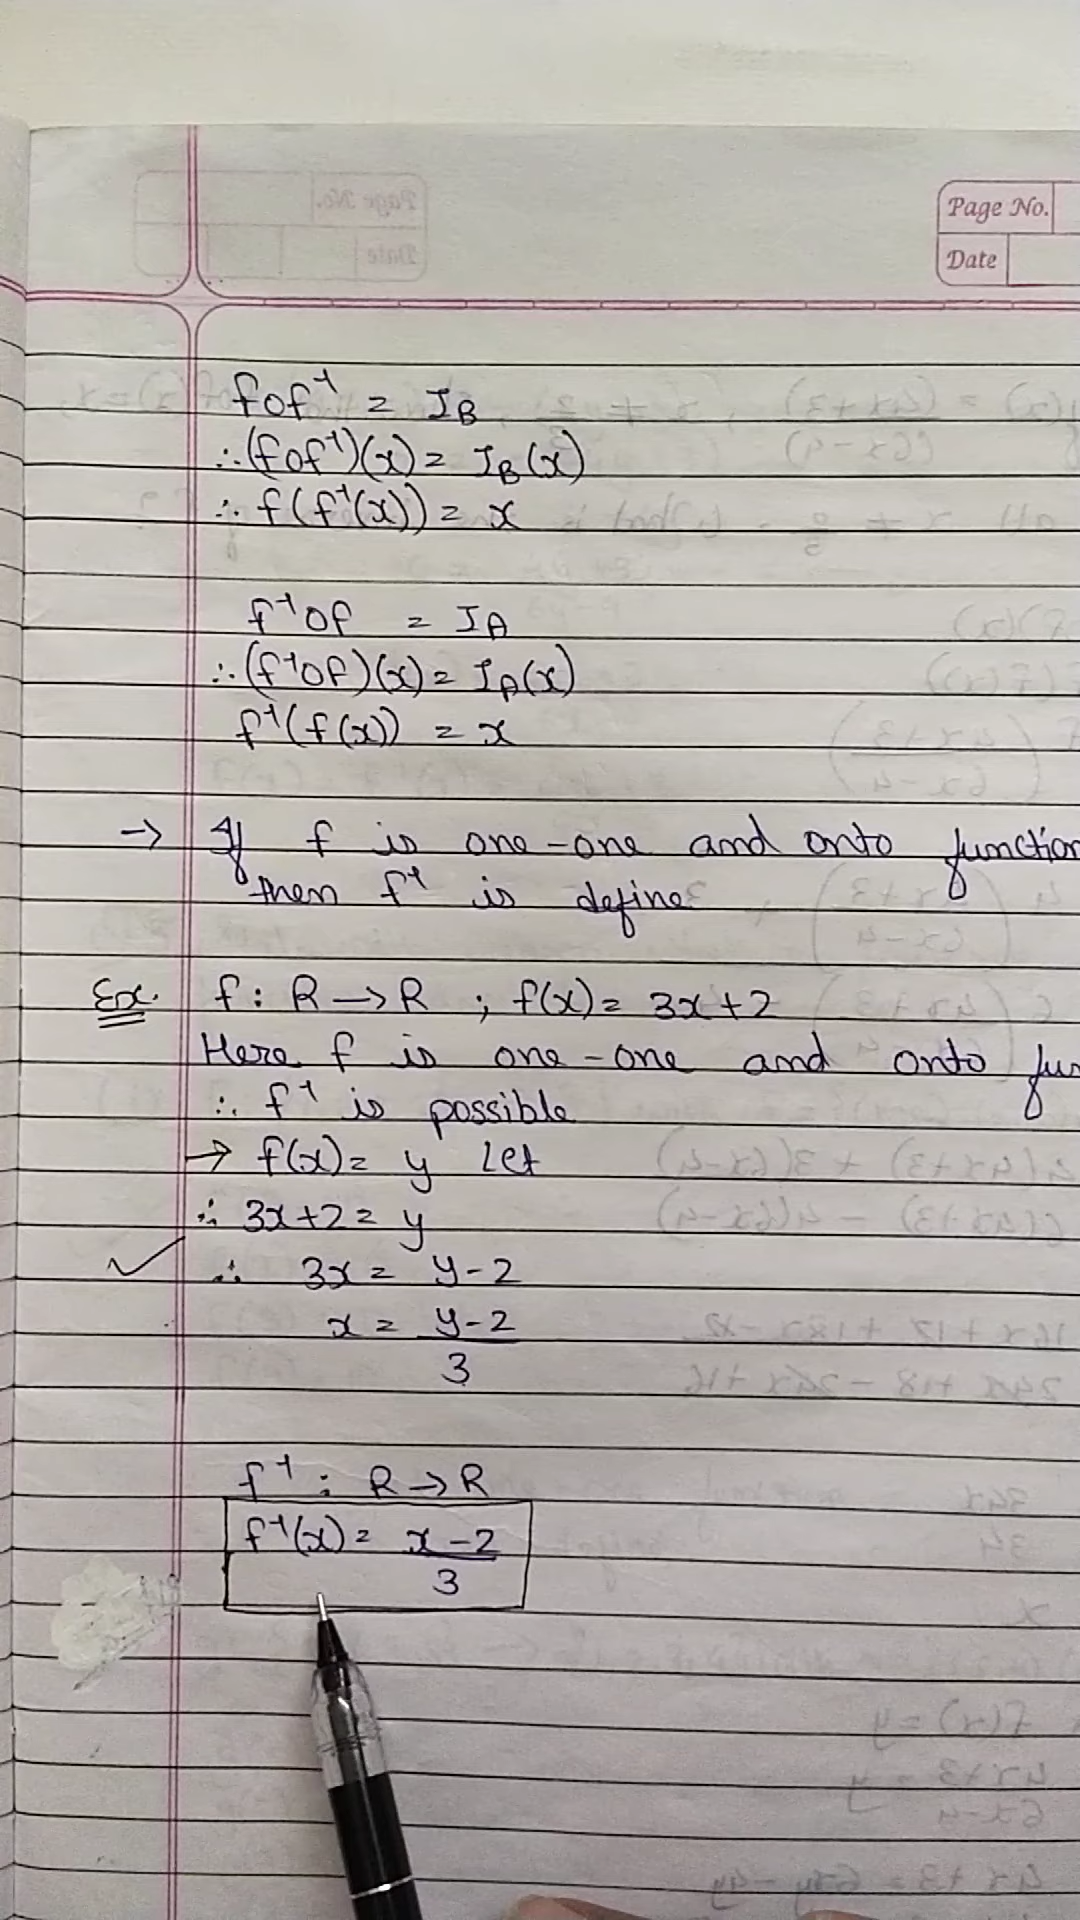 Page No.
Date
fof⁻¹ = I_B
∴(fof⁻¹)(x) = I_B(x)
∴ f(f⁻¹(x)) = x
f⁻¹of = I_A
∴(f⁻¹of)(x) = I_A(x)
f⁻¹(f(x)) = x
→ If f is one-one and onto function
then f⁻¹ is define
Ex. f : R → R ; f(x) = 3x+2
Here f is one-one and onto fun
∴ f⁻¹ is possible
→ f(x) = y Let
∴ 3x+2 = y
∴ 3x = y-2
x = y-2
3
f⁻¹ : R → R
f⁻¹(x) = x-2
3